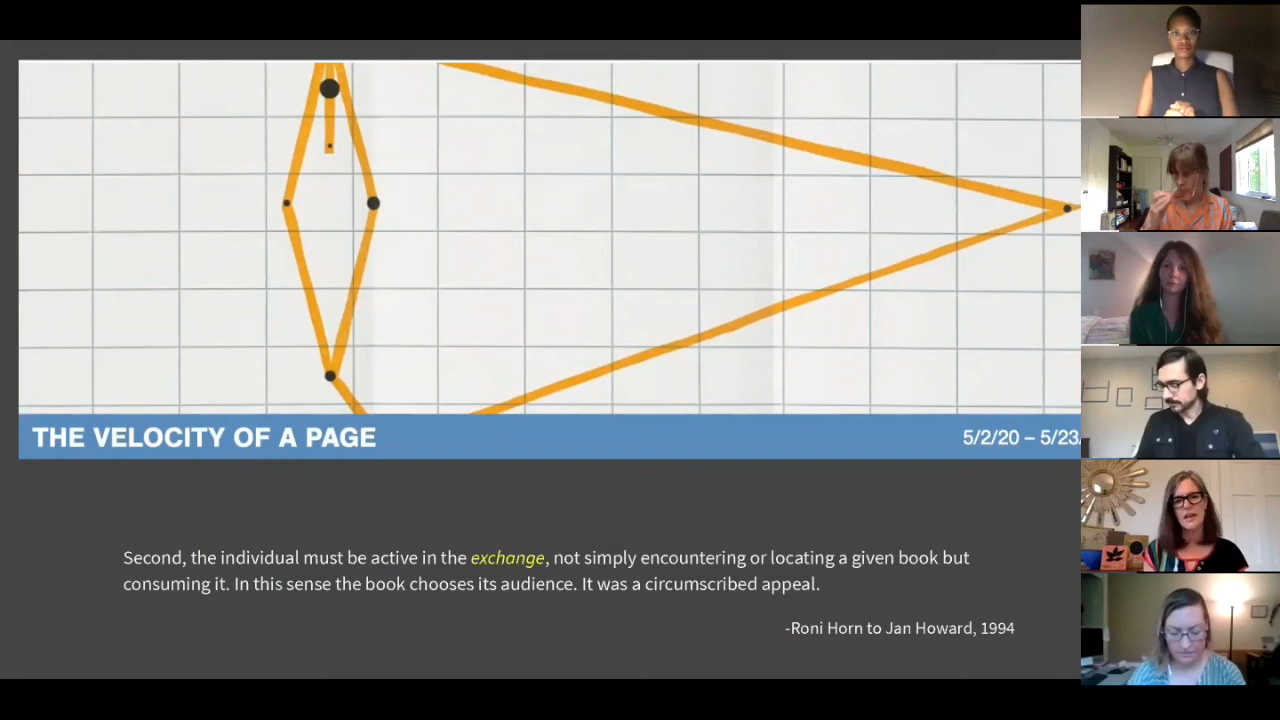 THE VELOCITY OF A PAGE
5/2/20 – 5/23/
Second, the individual must be active in the exchange, not simply encountering or locating a given book but
consuming it. In this sense the book chooses its audience. It was a circumscribed appeal.
-Roni Horn to Jan Howard, 1994